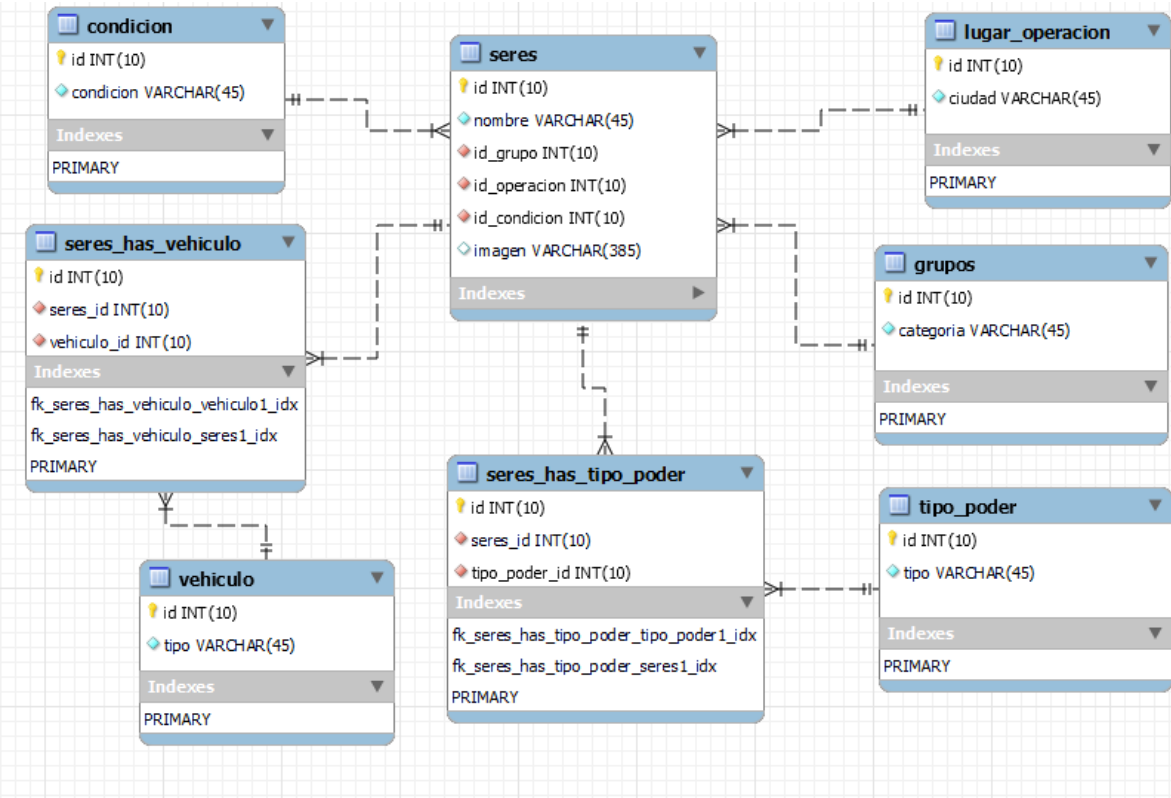 condicion
id INT(10)
condicion VARCHAR(45)
Indexes
PRIMARY
seres
id INT(10)
nombre VARCHAR(45)
id_grupo INT(10)
id_operacion INT(10)
id_condicion INT(10)
imagen VARCHAR(385)
Indexes
lugar_operacion
id INT(10)
ciudad VARCHAR(45)
Indexes
PRIMARY
seres_has_vehiculo
id INT(10)
seres_id INT(10)
vehiculo_id INT(10)
Indexes
fk_seres_has_vehiculo_vehiculo1_idx
fk_seres_has_vehiculo_seres1_idx
PRIMARY
grupos
id INT(10)
categoria VARCHAR(45)
Indexes
PRIMARY
seres_has_tipo_poder
id INT(10)
seres_id INT(10)
tipo_poder_id INT(10)
Indexes
fk_seres_has_tipo_poder_tipo_poder1_idx
fk_seres_has_tipo_poder_seres1_idx
PRIMARY
tipo_poder
id INT(10)
tipo VARCHAR(45)
Indexes
PRIMARY
vehiculo
id INT(10)
tipo VARCHAR(45)
Indexes
PRIMARY